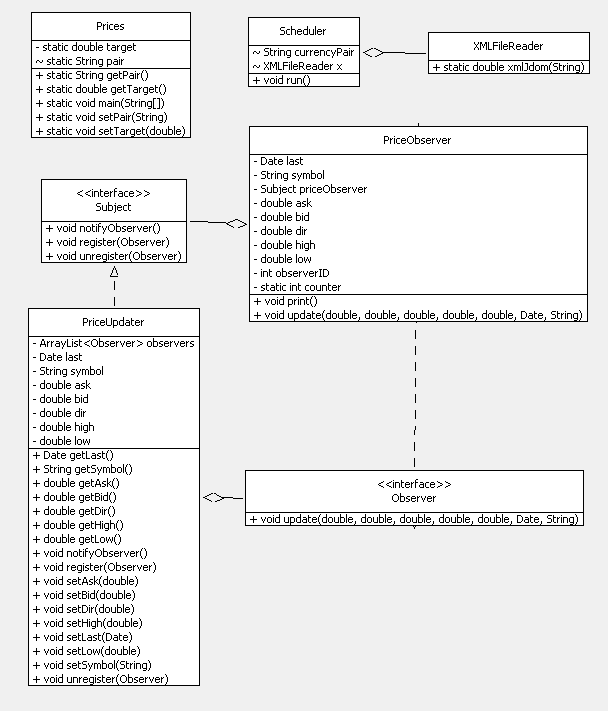 Prices
- static double target
~ static String pair
+ static String getPair()
+ static double getTarget()
+ static void main(String[])
+ static void setPair(String)
+ static void setTarget(double)
Scheduler
~ String currencyPair
~ XMLFileReader x
+ void run()
XMLFileReader
+ static double xmlJdom(String)
PriceObserver
- Date last
- String symbol
- Subject priceObserver
- double ask
- double bid
- double dir
- double high
- double low
- int observerID
- static int counter
+ void print()
+ void update(double, double, double, double, double, Date, String)
<<interface>>
Subject
+ void notifyObserver()
+ void register(Observer)
+ void unregister(Observer)
PriceUpdater
- ArrayList<Observer> observers
- Date last
- String symbol
- double ask
- double bid
- double dir
- double high
- double low
+ Date getLast()
+ String getSymbol()
+ double getAsk()
+ double getBid()
+ double getDir()
+ double getHigh()
+ double getLow()
+ void notifyObserver()
+ void register(Observer)
+ void setAsk(double)
+ void setBid(double)
+ void setDir(double)
+ void setHigh(double)
+ void setLast(Date)
+ void setLow(double)
+ void setSymbol(String)
+ void unregister(Observer)
<<interface>>
Observer
+ void update(double, double, double, double, double, Date, String)